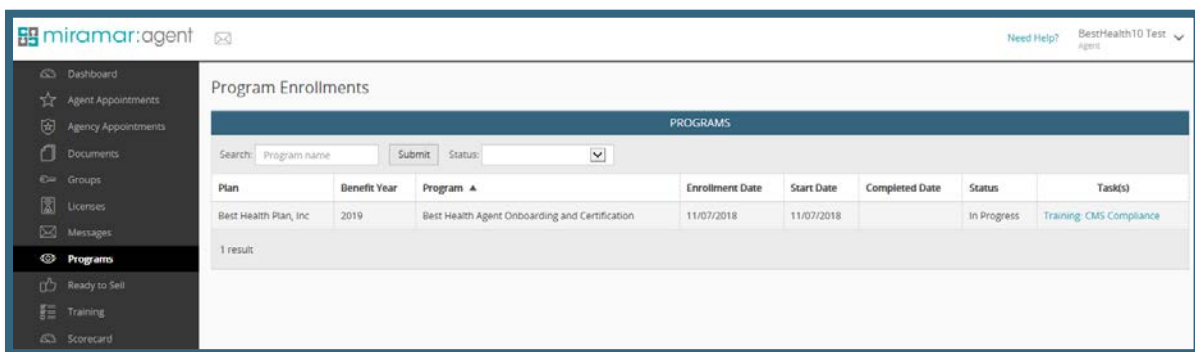 miramar:agent
Need Help?
BestHealth10 Test
Agent
Dashboard
Agent Appointments
Agency Appointments
Documents
Groups
Licenses
Messages
Programs
Ready to Sell
Training
Scorecard
Program Enrollments
PROGRAMS
Search: Program name Submit Status:
Plan Benefit Year Program ▲ Enrollment Date Start Date Completed Date Status Task(s)
Best Health Plan, Inc 2019 Best Health Agent Onboarding and Certification 11/07/2018 11/07/2018 In Progress Training: CMS Compliance
1 result